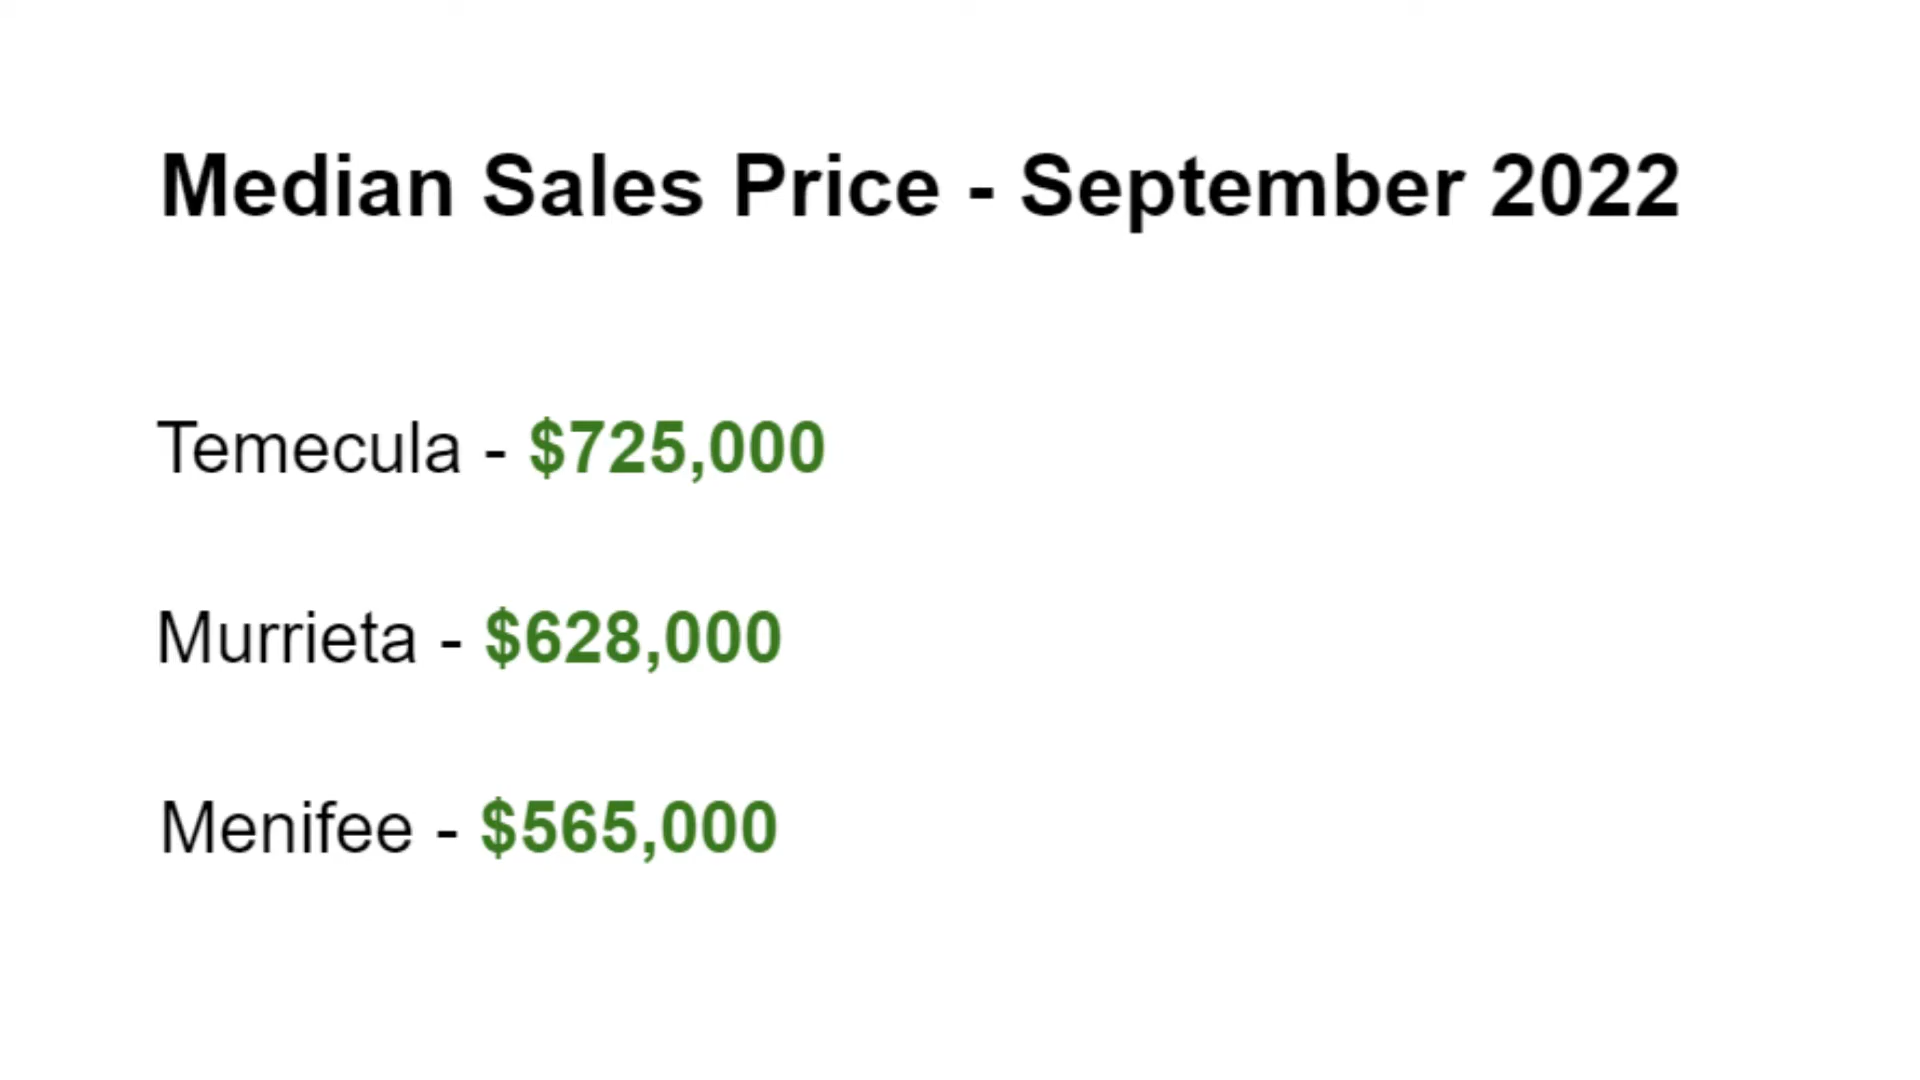 Median Sales Price - September 2022
Temecula - $725,000
Murrieta - $628,000
Menifee - $565,000